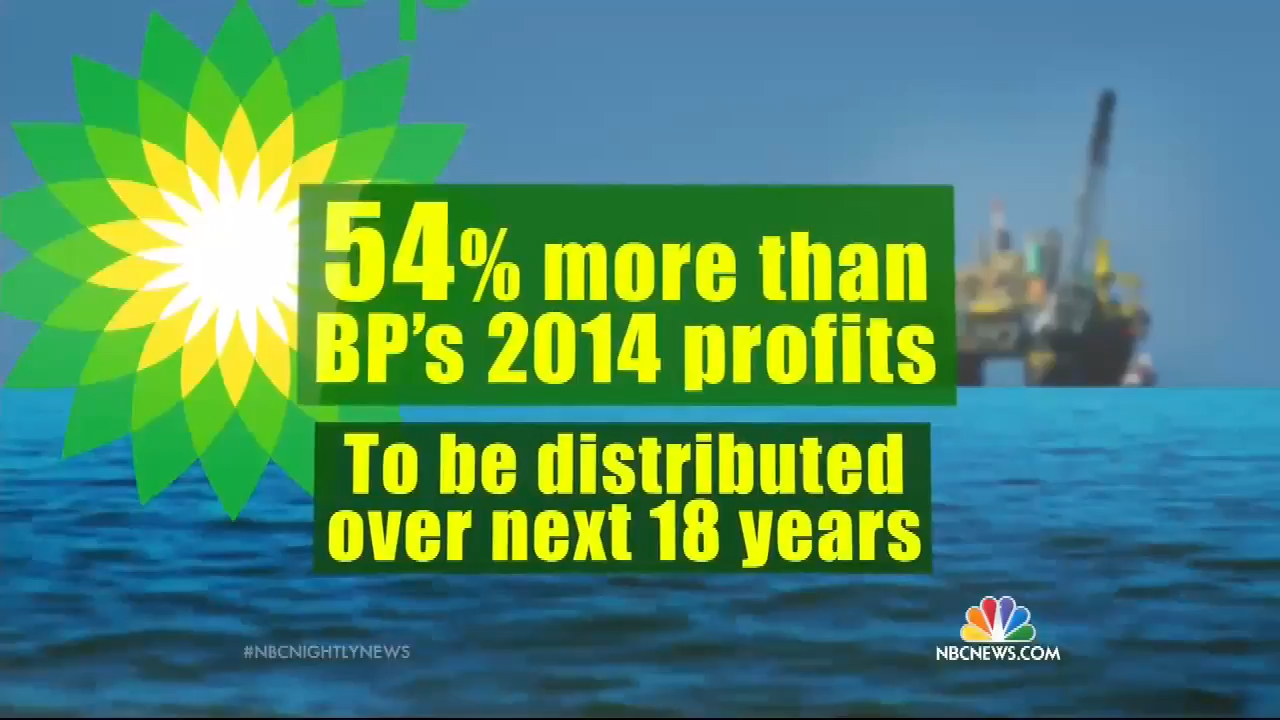 54% more than
BP's 2014 profits
To be distributed
over next 18 years
#NBCNIGHTLYNEWS
NBCNEWS.COM